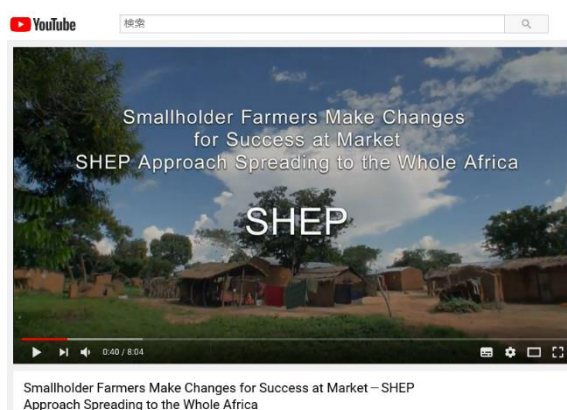 YouTube
検索
Smallholder Farmers Make Changes
for Success at Market
SHEP Approach Spreading to the Whole Africa
SHEP
0:40 / 8:04
Smallholder Farmers Make Changes for Success at Market – SHEP
Approach Spreading to the Whole Africa